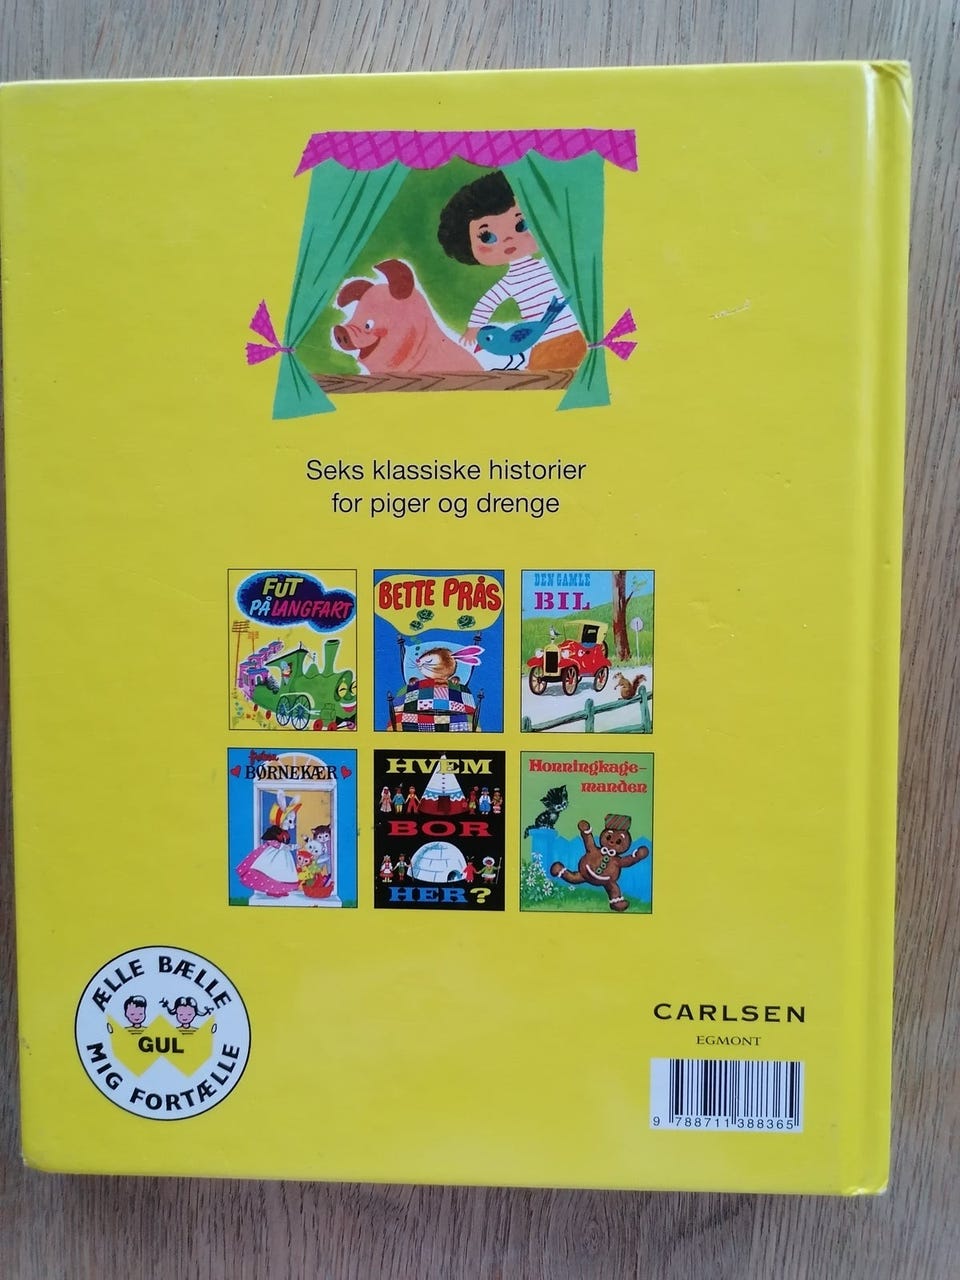 Seks klassiske historier
for piger og drenge
FUT
PÅ LANGFART
BETTE PRÅS
DEN GAMLE
BIL
frøken
BØRNEKÆR
HVEM
BOR
HER?
Honningkage-
manden
ÆLLE BÆLLE
GUL
MIG FORTÆLLE
CARLSEN
EGMONT
9 788711 388365